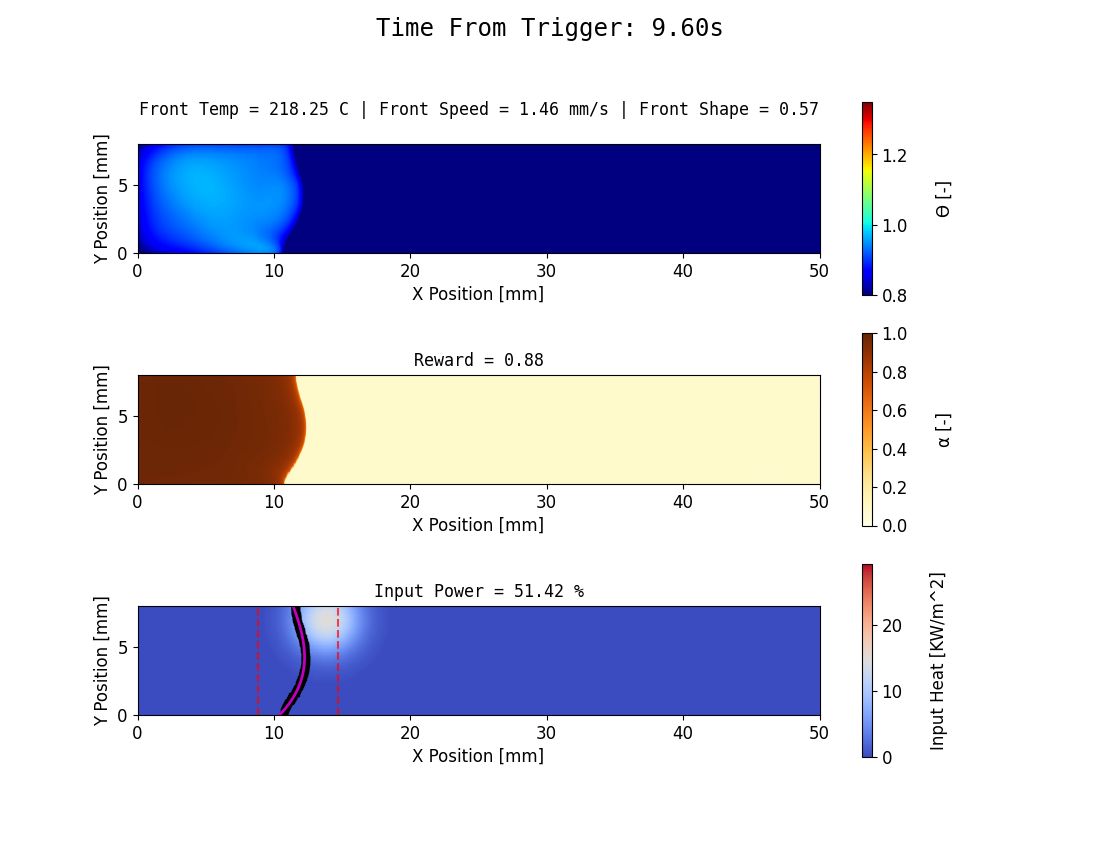 Time From Trigger: 9.60s
Front Temp = 218.25 C | Front Speed = 1.46 mm/s | Front Shape = 0.57
Y Position [mm]
5
0
0 10 20 30 40 50
X Position [mm]
1.2
1.0
0.8
Θ [-]
Reward = 0.88
Y Position [mm]
5
0
0 10 20 30 40 50
X Position [mm]
1.0
0.8
0.6
0.4
0.2
0.0
α [-]
Input Power = 51.42 %
Y Position [mm]
5
0
0 10 20 30 40 50
X Position [mm]
20
10
0
Input Heat [KW/m^2]